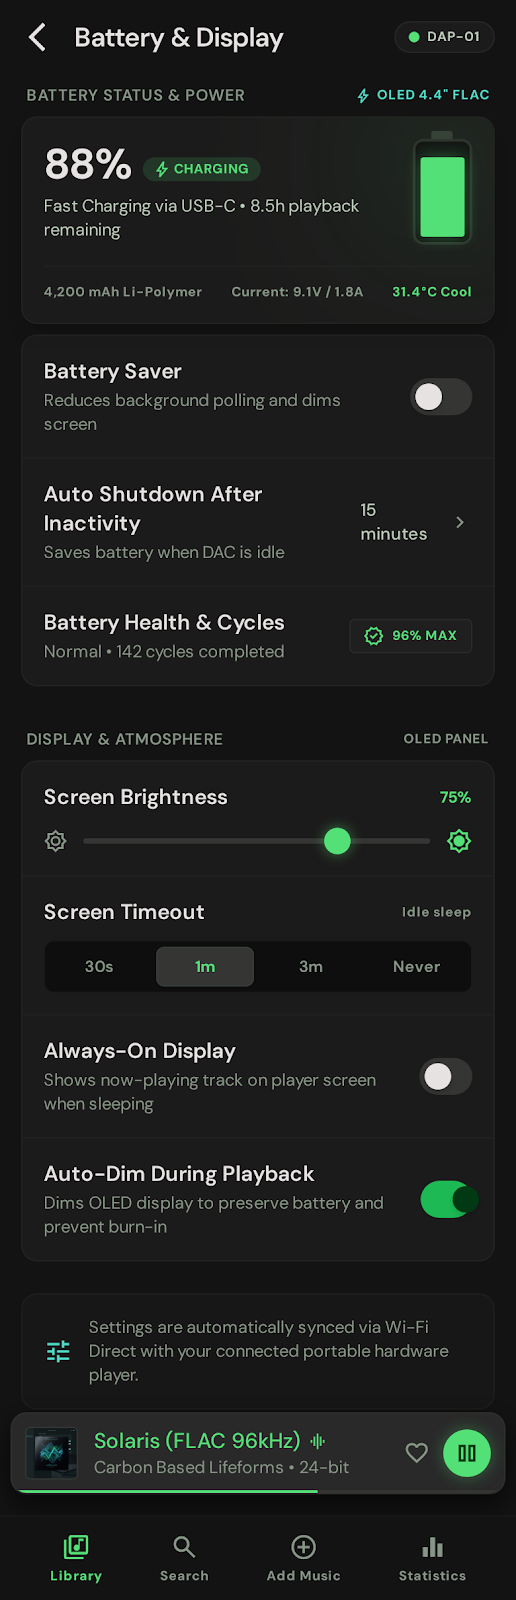 Battery & Display
DAP-01
BATTERY STATUS & POWER
OLED 4.4" FLAC
88%
CHARGING
Fast Charging via USB-C • 8.5h playback
remaining
4,200 mAh Li-Polymer
Current: 9.1V / 1.8A
31.4°C Cool
Battery Saver
Reduces background polling and dims
screen
Auto Shutdown After
Inactivity
15
minutes
Saves battery when DAC is idle
Battery Health & Cycles
Normal • 142 cycles completed
96% MAX
DISPLAY & ATMOSPHERE
OLED PANEL
Screen Brightness
75%
Screen Timeout
Idle sleep
30s
1m
3m
Never
Always-On Display
Shows now-playing track on player screen
when sleeping
Auto-Dim During Playback
Dims OLED display to preserve battery and
prevent burn-in
Settings are automatically synced via Wi-Fi
Direct with your connected portable hardware
player.
Solaris (FLAC 96kHz)
Carbon Based Lifeforms • 24-bit
Library
Search
Add Music
Statistics